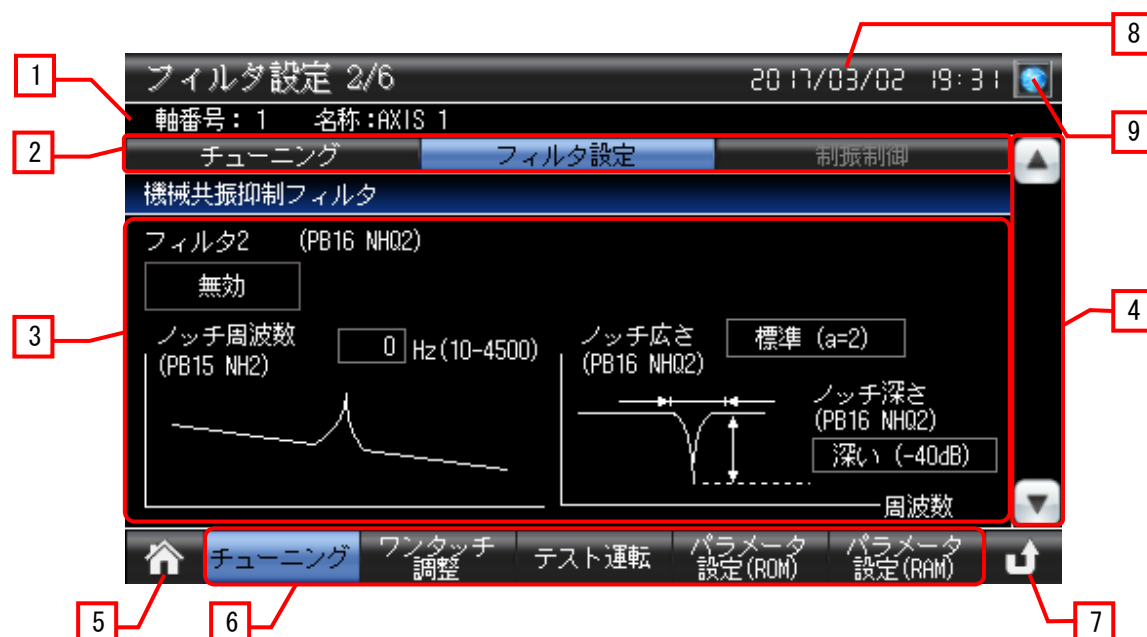 8
1
フィルタ設定 2/6
2017/03/02 19:31
軸番号: 1 名称:AXIS 1
9
2
チューニング
フィルタ設定
制振制御
機械共振抑制フィルタ
フィルタ2 (PB16 NHQ2)
無効
3
4
ノッチ周波数
(PB15 NH2)
0 Hz(10-4500)
ノッチ広さ
(PB16 NHQ2)
標準 (a=2)
ノッチ深さ
(PB16 NHQ2)
深い (-40dB)
周波数
チューニング
ワンタッチ
調整
テスト運転
パラメータ
設定(ROM)
パラメータ
設定(RAM)
5
6
7